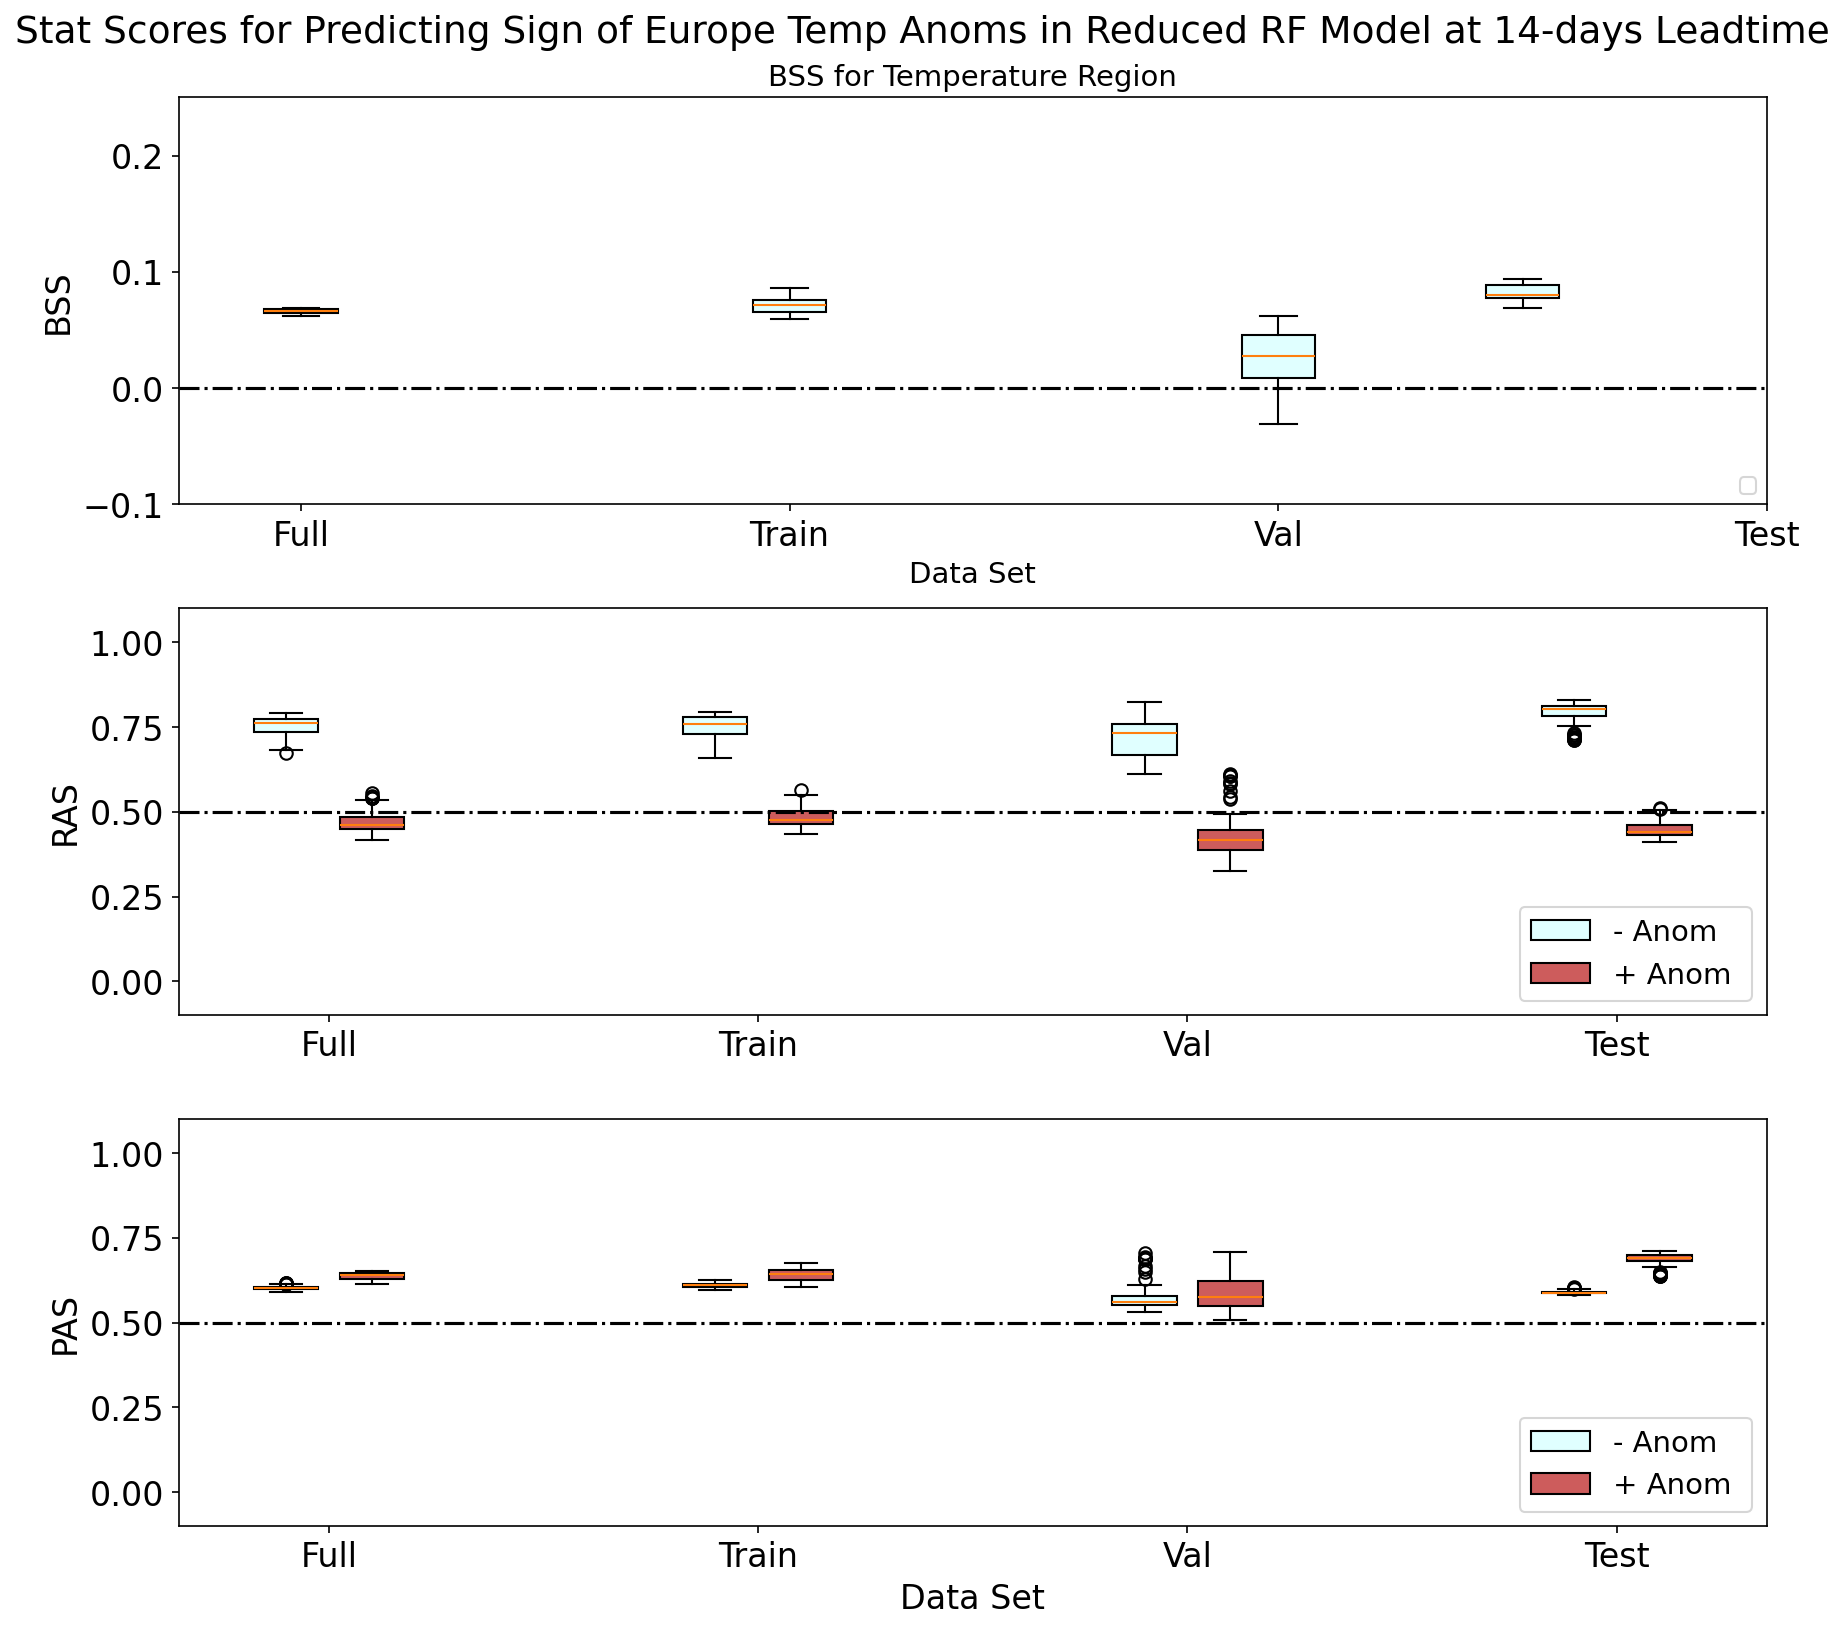 Stat Scores for Predicting Sign of Europe Temp Anoms in Reduced RF Model at 14-days Leadtime
BSS for Temperature Region
BSS
0.2
0.1
0.0
−0.1
Full Train Val Test
Data Set
RAS
1.00
0.75
0.50
0.25
0.00
- Anom
+ Anom
Full Train Val Test
PAS
1.00
0.75
0.50
0.25
0.00
- Anom
+ Anom
Full Train Val Test
Data Set